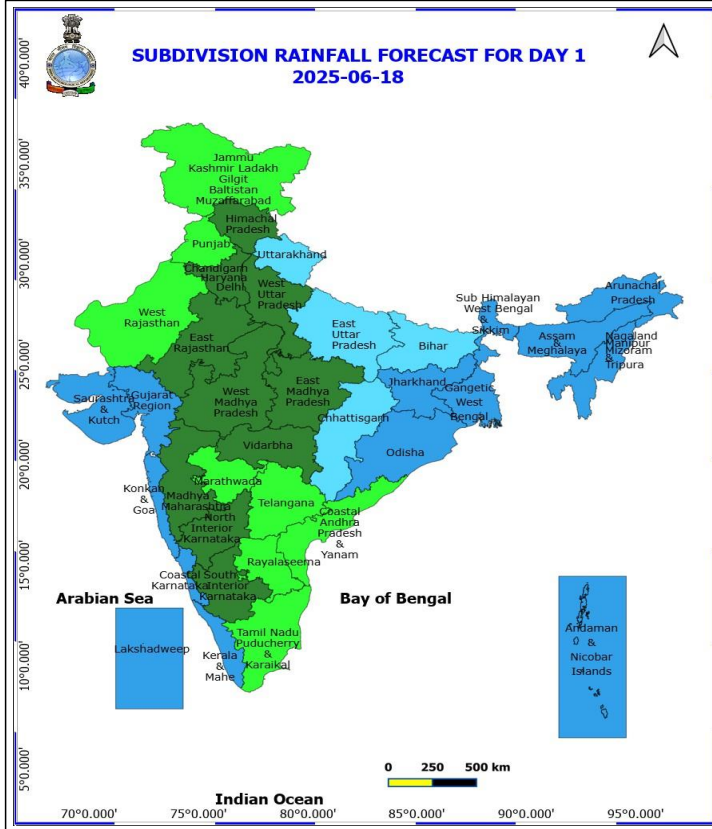 SUBDIVISION RAINFALL FORECAST FOR DAY 1
2025-06-18
40°0.000'
35°0.000'
30°0.000'
25°0.000'
20°0.000'
15°0.000'
10°0.000'
5°0.000'
Jammu
Kashmir Ladakh
Gilgit
Baltistan
Muzaffarabad
Himachal
Pradesh
Punjab
Uttarakhand
Chandigarh
Haryana
Delhi
West
Uttar
Pradesh
West
Rajasthan
East
Rajasthan
East
Uttar
Pradesh
Bihar
Sub Himalayan
West Bengal
&
Sikkim
Arunachal
Pradesh
Assam
&
Meghalaya
Nagaland
Manipur
Mizoram
&
Tripura
Saurashtra
&
Kutch
Gujarat
Region
West
Madhya
Pradesh
East
Madhya
Pradesh
Jharkhand
Gangetic
West
Bengal
Chhattisgarh
Odisha
Vidarbha
Konkan
&
Goa
Madhya
Maharashtra
Marathwada
Telangana
North
Interior
Karnataka
Coastal
Andhra
Pradesh
&
Yanam
Rayalaseema
Coastal
Karnataka
South
Interior
Karnataka
Arabian Sea
Bay of Bengal
Lakshadweep
Kerala
&
Mahe
Tamil Nadu
Puducherry
&
Karaikal
Andaman
&
Nicobar
Islands
0 250 500 km
Indian Ocean
70°0.000' 75°0.000' 80°0.000' 85°0.000' 90°0.000' 95°0.000'